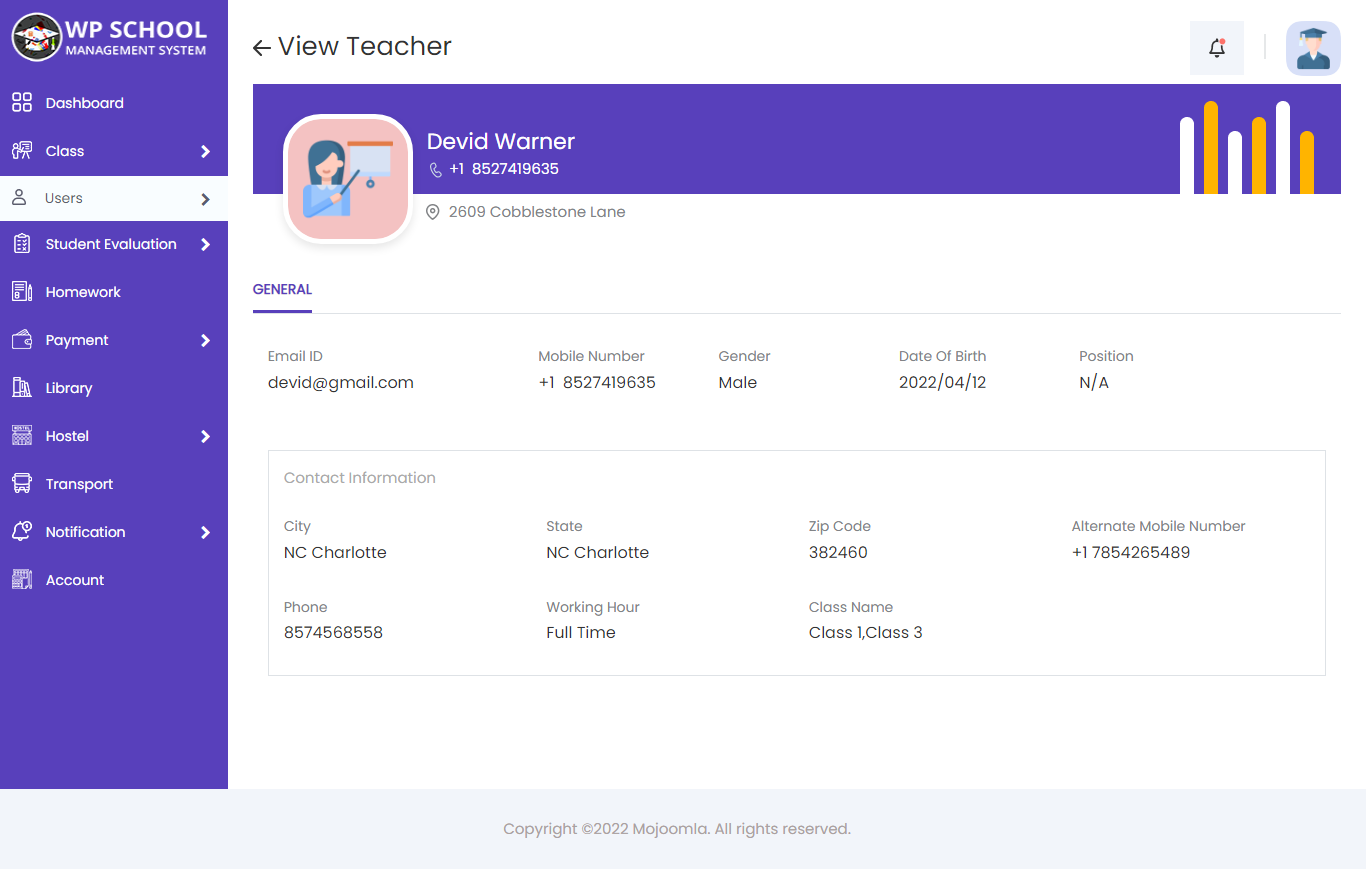 WP SCHOOL
MANAGEMENT SYSTEM
Dashboard
Class
Users
Student Evaluation
Homework
Payment
Library
Hostel
Transport
Notification
Account
View Teacher
Devid Warner
+1 8527419635
2609 Cobblestone Lane
GENERAL
Email ID
devid@gmail.com
Mobile Number
+1 8527419635
Gender
Male
Date Of Birth
2022/04/12
Position
N/A
Contact Information
City
NC Charlotte
State
NC Charlotte
Zip Code
382460
Alternate Mobile Number
+1 7854265489
Phone
8574568558
Working Hour
Full Time
Class Name
Class 1,Class 3
Copyright ©2022 Mojoomla. All rights reserved.